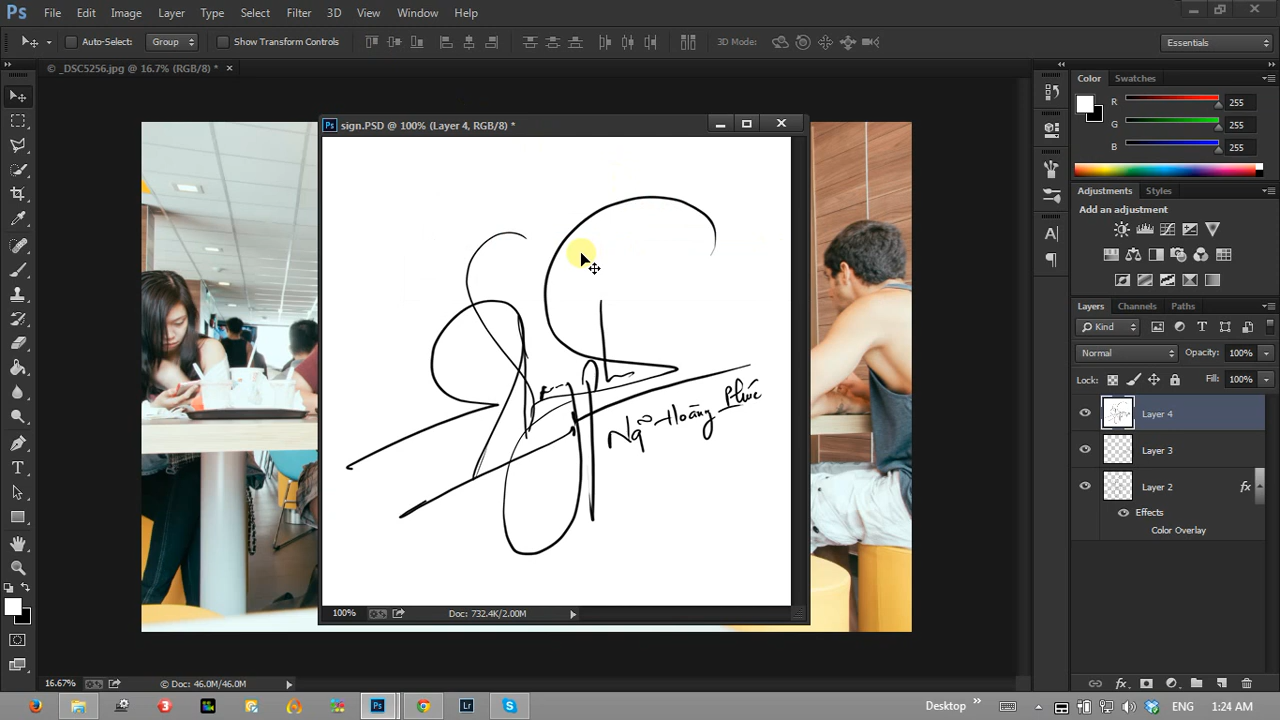 Ps File Edit Image Layer Type Select Filter 3D View Window Help
Auto-Select: Group Show Transform Controls 3D Mode: Essentials
© _DSC5256.jpg @ 16.7% (RGB/8) * ×
Ps sign.PSD @ 100% (Layer 4, RGB/8) *
Color Swatches
R 255
G 255
B 255
Adjustments Styles
Add an adjustment
Layers Channels Paths
Kind
Normal Opacity: 100%
Lock: Fill: 100%
Layer 4
Layer 3
Layer 2 fx
Effects
Color Overlay
Hoàng Phúc
100% Doc: 732.4K/2.00M
16.67% © Doc: 46.0M/46.0M
Ps Lr Desktop ENG 1:24 AM